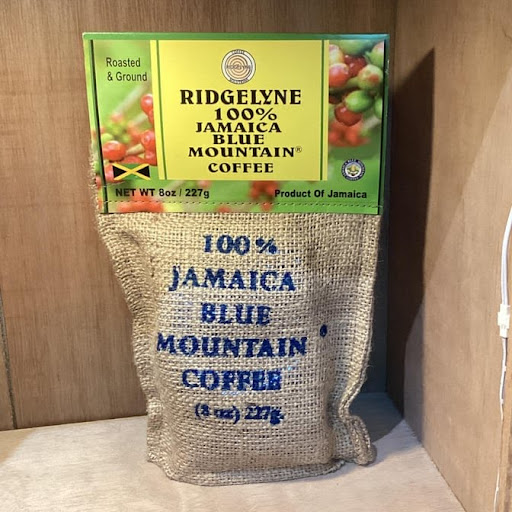 Roasted
& Ground
RIDGELYNE
100%
JAMAICA
BLUE
MOUNTAIN®
COFFEE
NET WT 8oz / 227g
Product Of Jamaica
100%
JAMAICA
BLUE
MOUNTAIN ®
COFFEE
(8 oz) 227g.